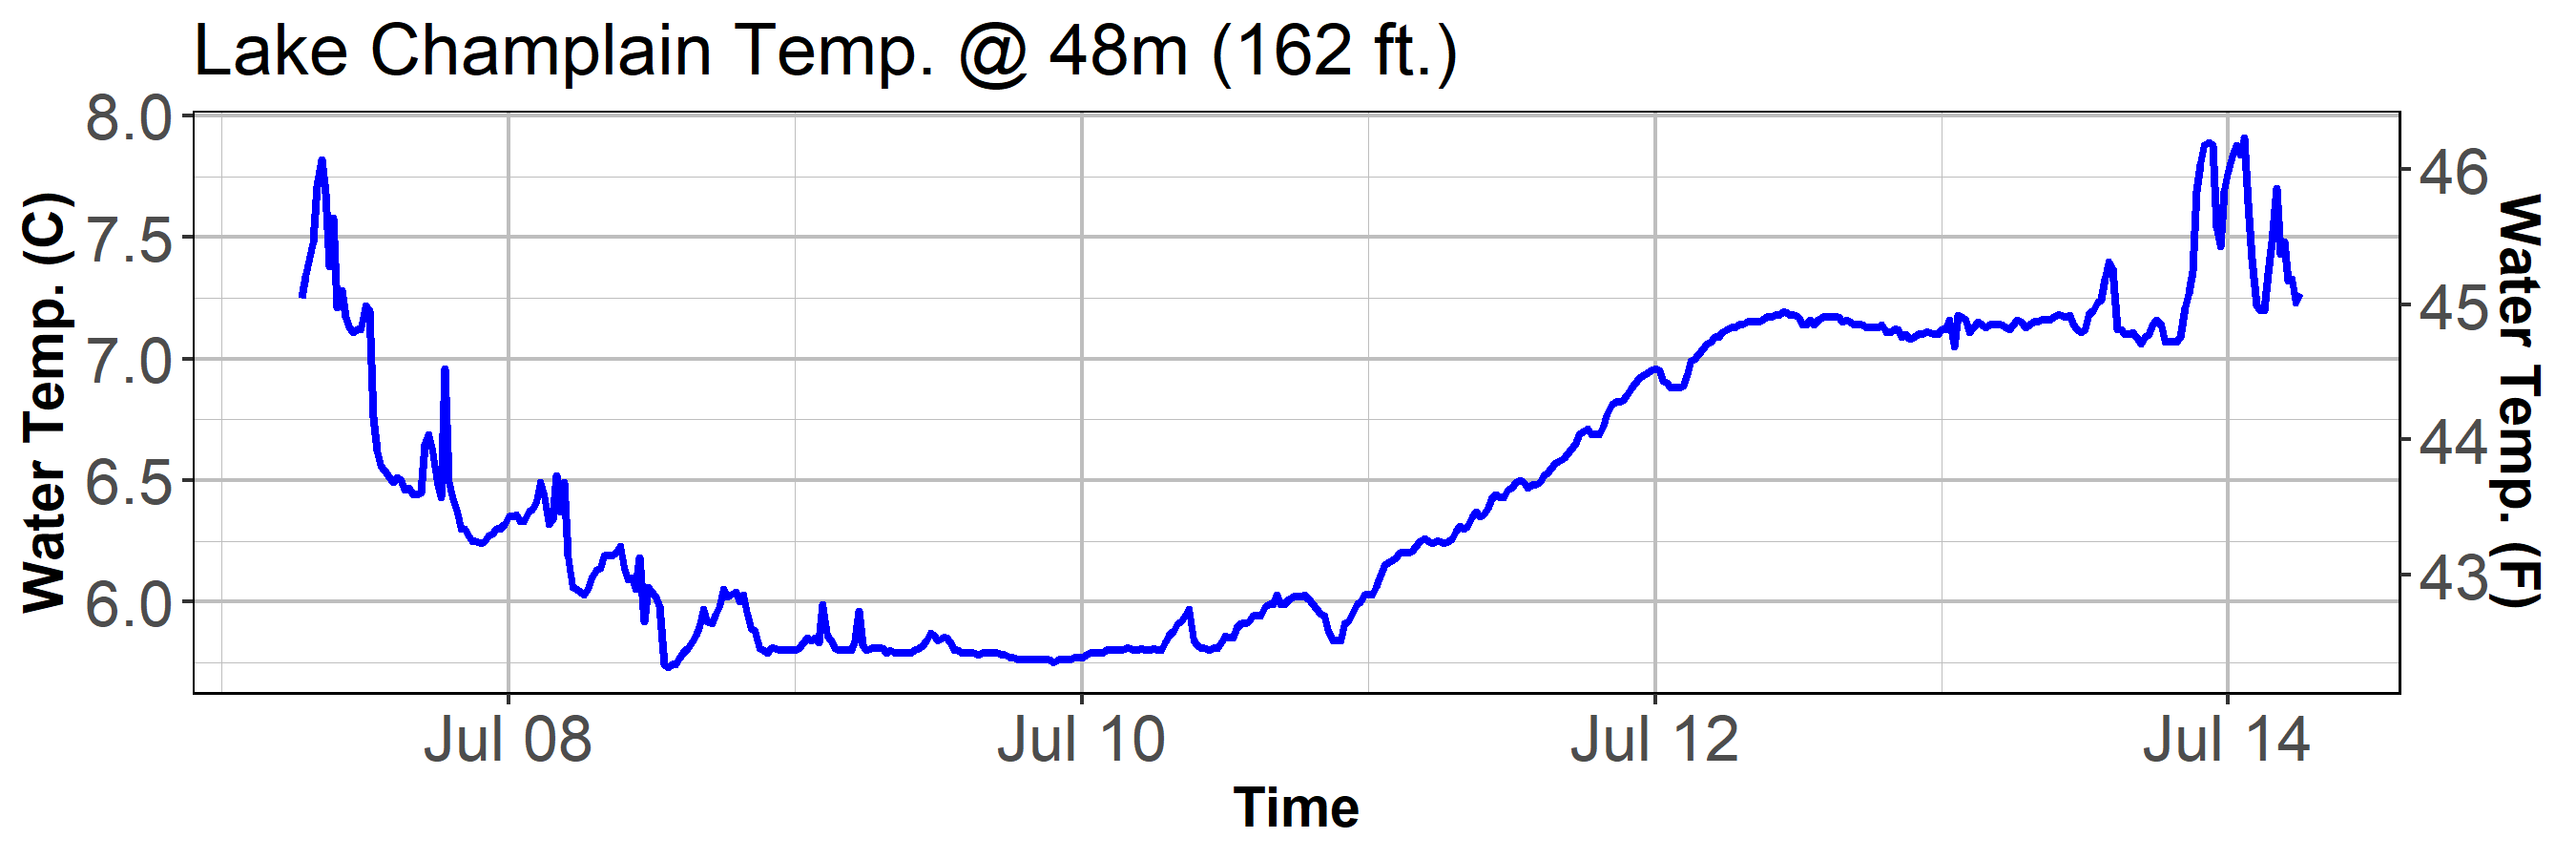 Lake Champlain Temp. @ 48m (162 ft.)
Water Temp. (C)
8.0
7.5
7.0
6.5
6.0
46
45
44
43
Water Temp. (F)
Jul 08
Jul 10
Jul 12
Jul 14
Time